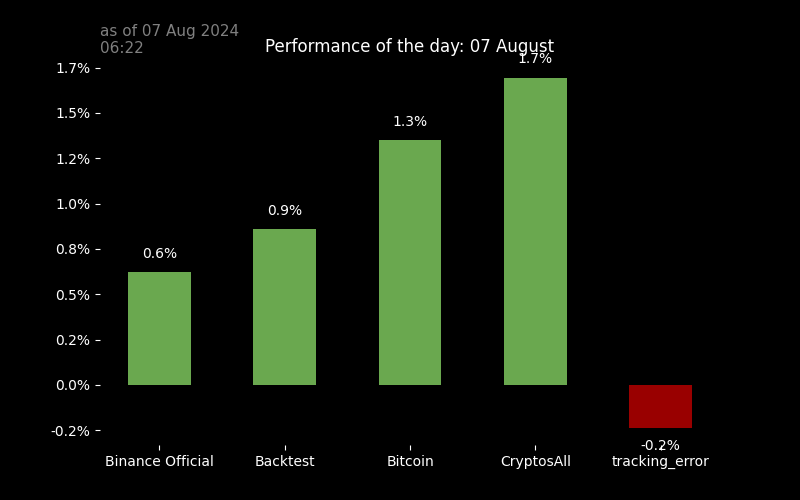 as of 07 Aug 2024
06:22
Performance of the day: 07 August
1.7%
1.5%
1.2%
1.0%
0.8%
0.5%
0.2%
0.0%
-0.2%
0.6%
0.9%
1.3%
1.7%
-0.2%
Binance Official
Backtest
Bitcoin
CryptosAll
tracking_error